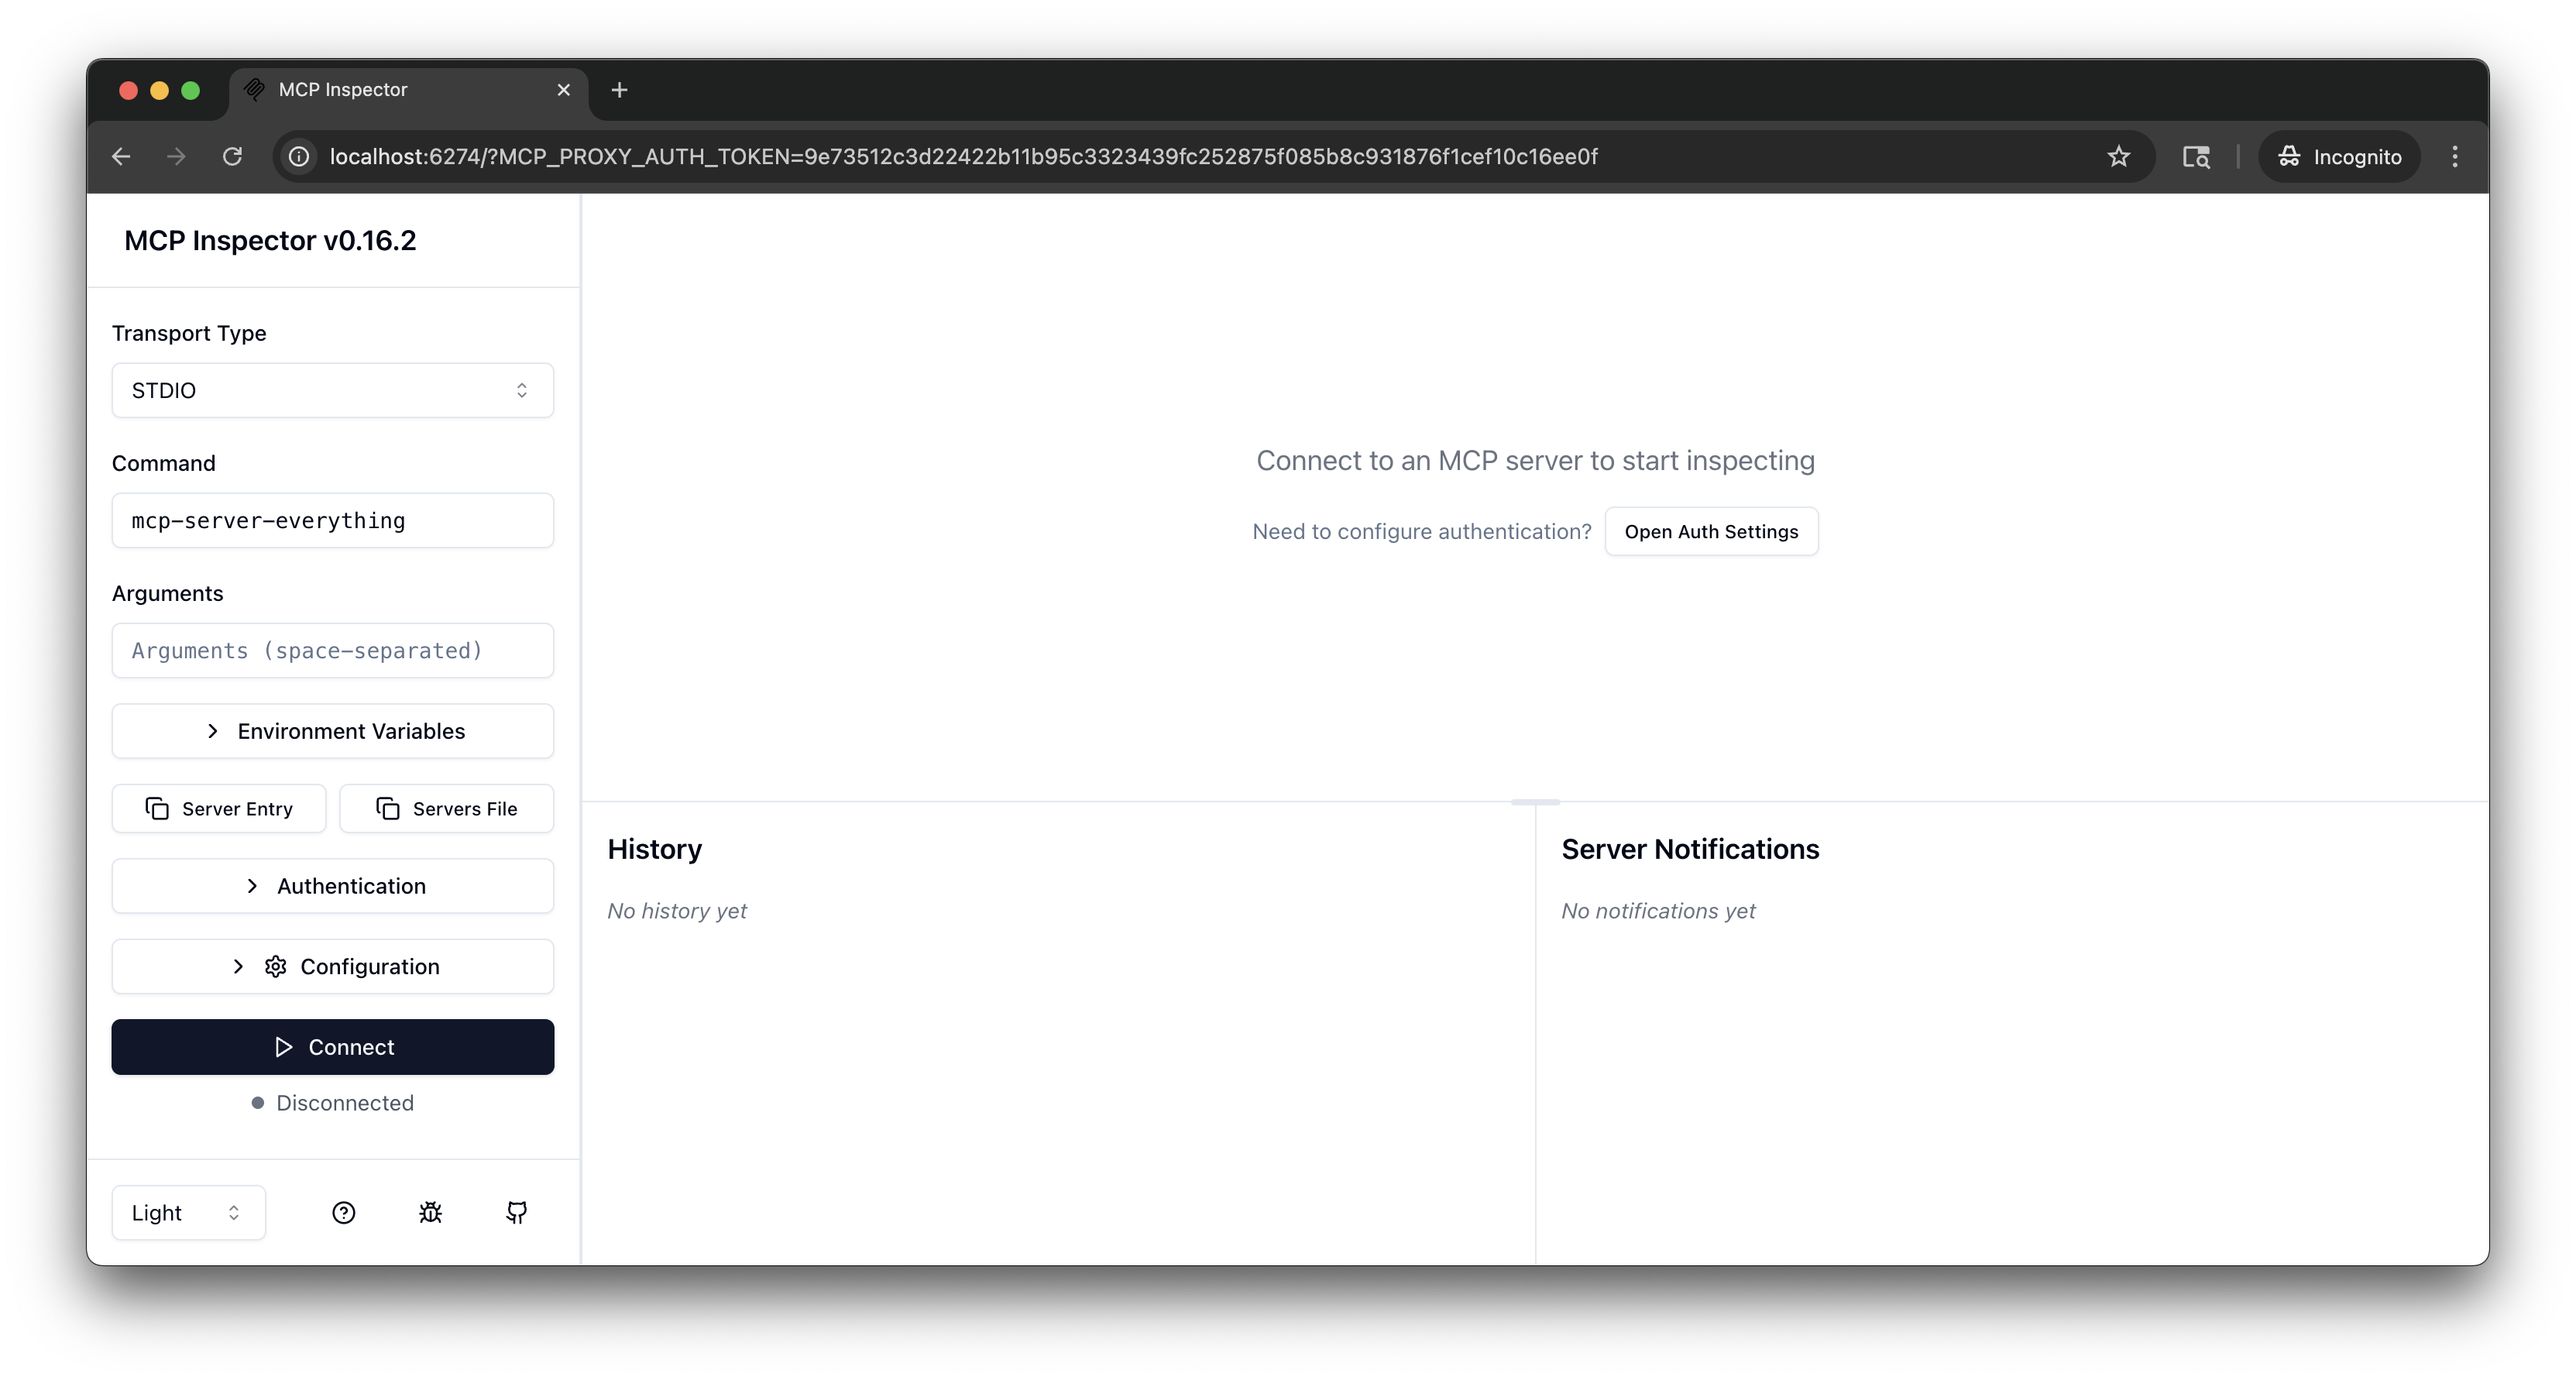 MCP Inspector
localhost:6274/?MCP_PROXY_AUTH_TOKEN=9e73512c3d22422b11b95c3323439fc252875f085b8c931876f1cef10c16ee0f
Incognito
MCP Inspector v0.16.2
Transport Type
STDIO
Command
mcp-server-everything
Arguments
Arguments (space-separated)
Environment Variables
Server Entry
Servers File
Authentication
Configuration
Connect
Disconnected
Light
Connect to an MCP server to start inspecting
Need to configure authentication? Open Auth Settings
History
No history yet
Server Notifications
No notifications yet